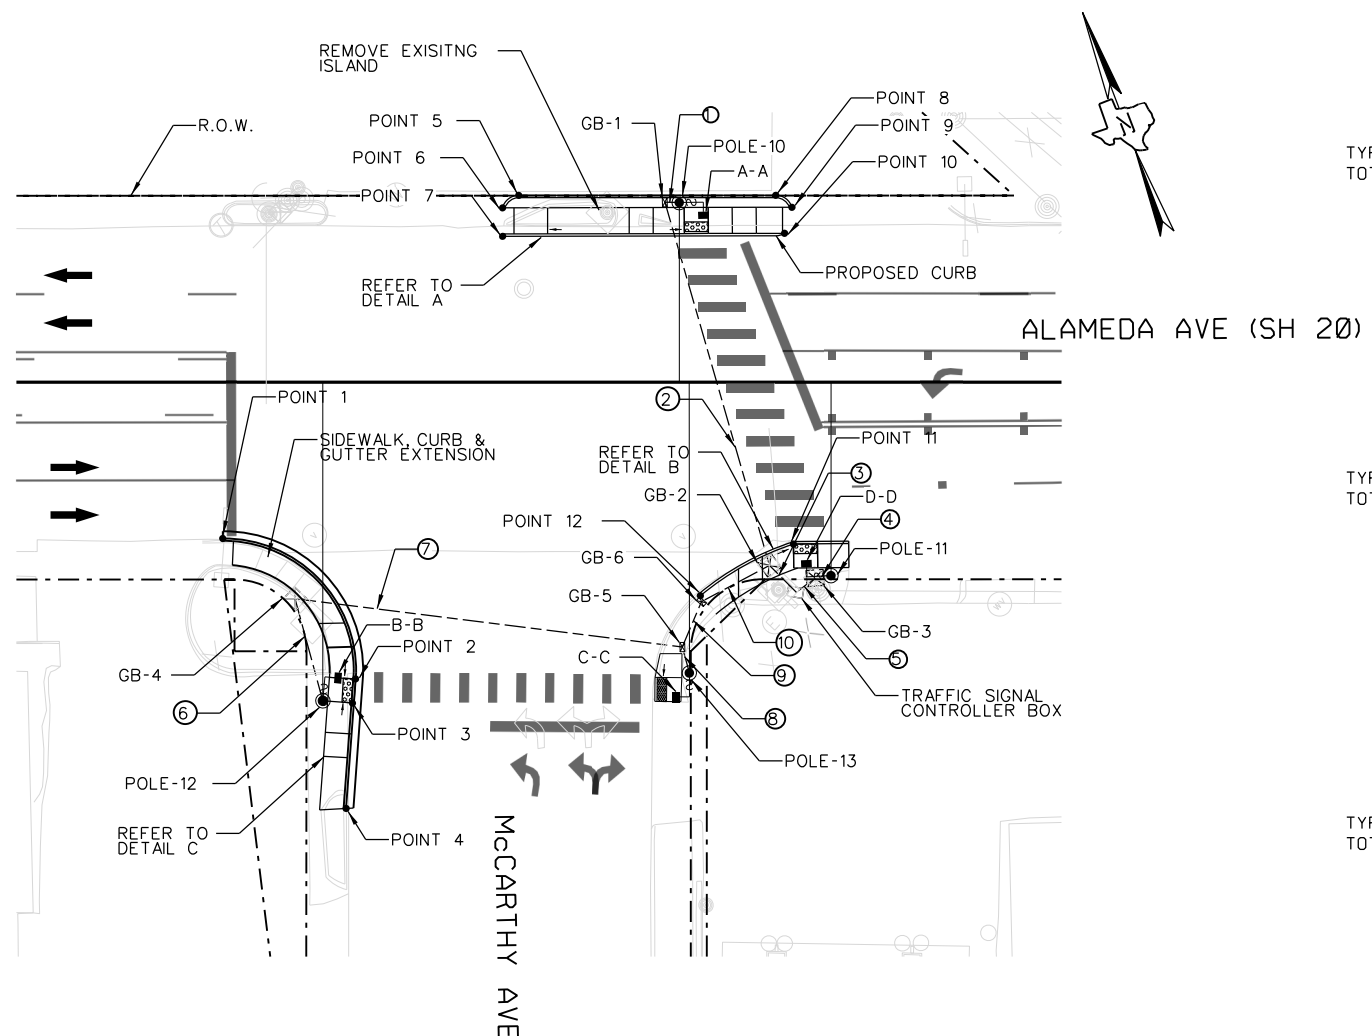 REMOVE EXISITNG
ISLAND
R.O.W.
POINT 5
GB-1
1
POLE-10
A-A
POINT 8
POINT 9
POINT 10
POINT 6
POINT 7
N
REFER TO
DETAIL A
PROPOSED CURB
ALAMEDA AVE (SH 20)
POINT 1
2
SIDEWALK, CURB &
GUTTER EXTENSION
REFER TO
DETAIL B
POINT 11
3
GB-2
D-D
POINT 12
4
7
GB-6
POLE-11
GB-5
B-B
POINT 2
C-C
10
GB-3
5
GB-4
9
6
TRAFFIC SIGNAL
CONTROLLER BOX
8
POINT 3
POLE-12
POLE-13
REFER TO
DETAIL C
POINT 4
McCARTHY AVE
TYP
TOT
TYP
TOT
TYP
TOT